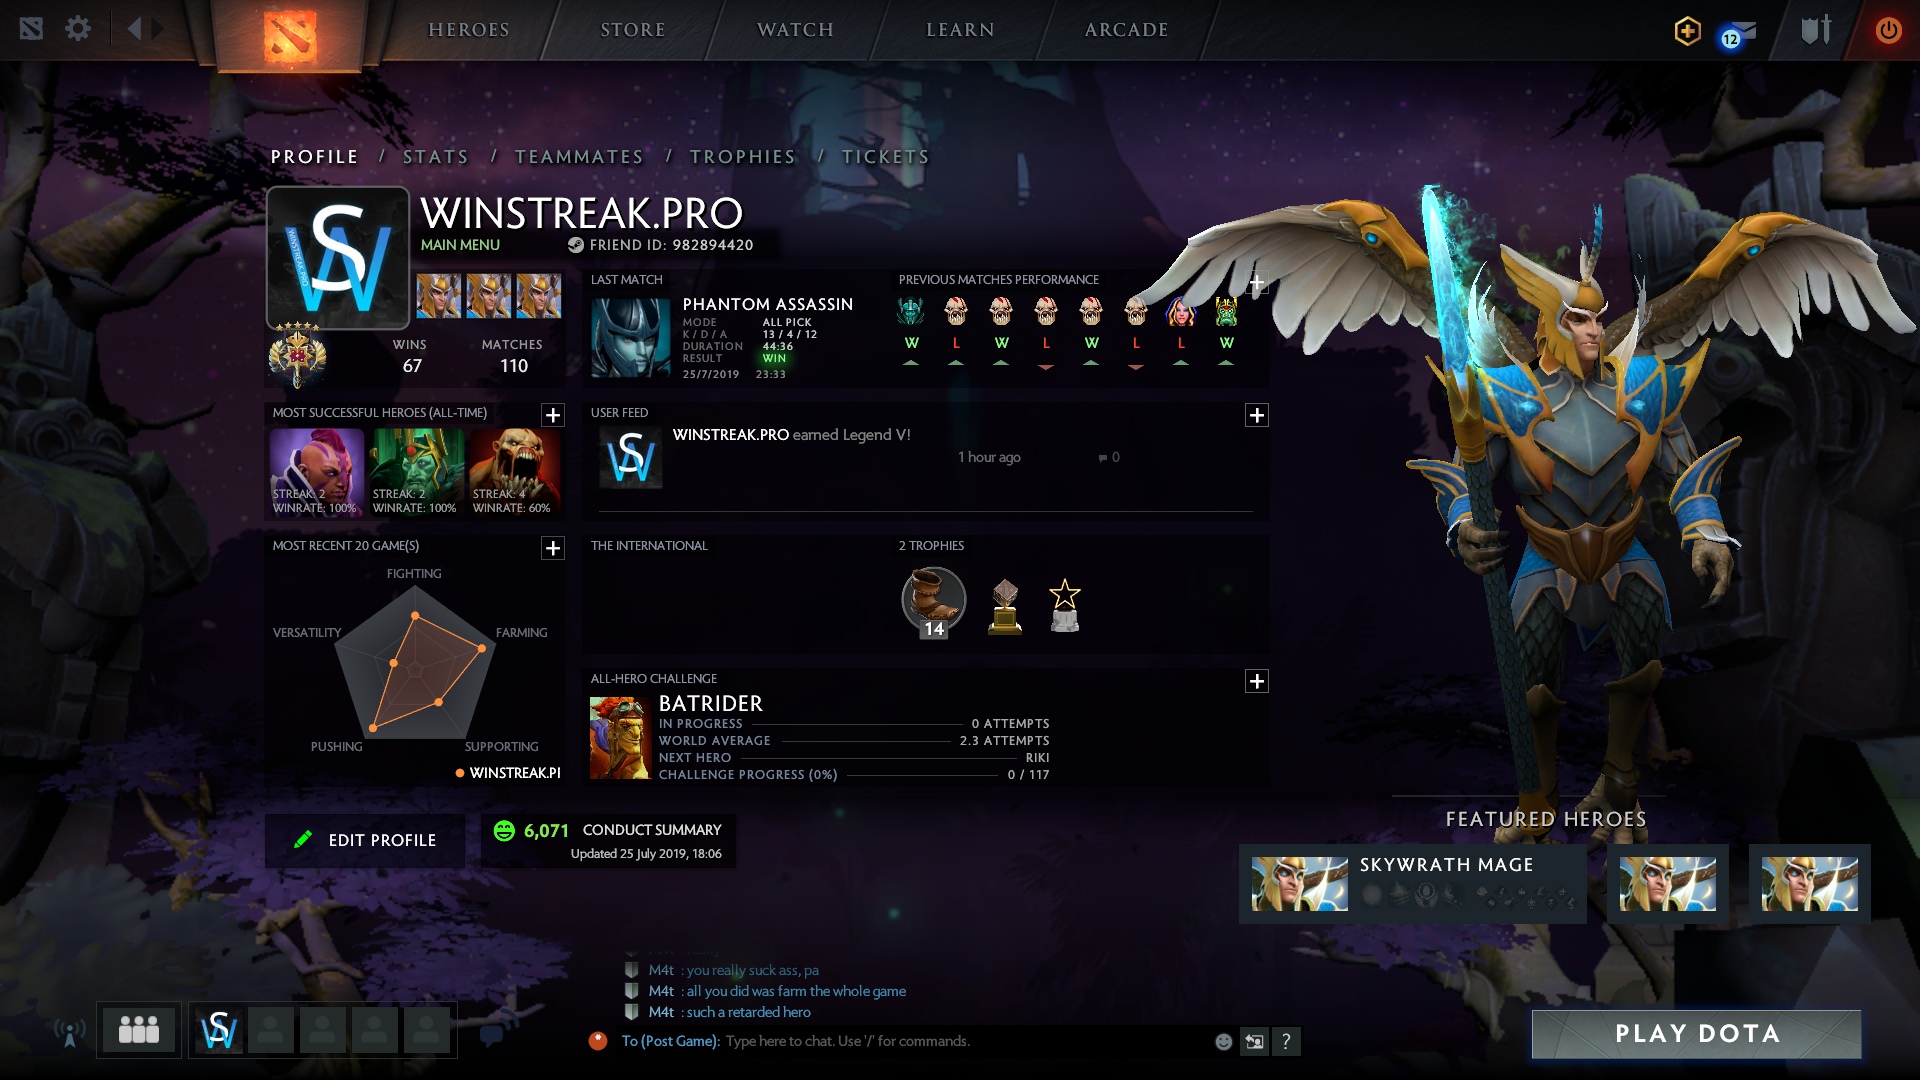 HEROES
STORE
WATCH
LEARN
ARCADE
12
PROFILE / STATS / TEAMMATES / TROPHIES / TICKETS
WINSTREAK.PRO
MAIN MENU
FRIEND ID: 982894420
WINS
67
MATCHES
110
LAST MATCH
PHANTOM ASSASSIN
MODE ALL PICK
K / D / A 13 / 4 / 12
DURATION 44:36
RESULT WIN
25/7/2019 23:33
PREVIOUS MATCHES PERFORMANCE
W L W L W L L W
MOST SUCCESSFUL HEROES (ALL-TIME)
STREAK: 2
WINRATE: 100%
STREAK: 2
WINRATE: 100%
STREAK: 4
WINRATE: 60%
USER FEED
WINSTREAK.PRO earned Legend V!
1 hour ago
0
MOST RECENT 20 GAME(S)
FIGHTING
VERSATILITY
FARMING
PUSHING
SUPPORTING
WINSTREAK.PI
THE INTERNATIONAL
2 TROPHIES
14
ALL-HERO CHALLENGE
BATRIDER
IN PROGRESS 0 ATTEMPTS
WORLD AVERAGE 2.3 ATTEMPTS
NEXT HERO RIKI
CHALLENGE PROGRESS (0%) 0 / 117
EDIT PROFILE
6,071 CONDUCT SUMMARY
Updated 25 July 2019, 18:06
FEATURED HEROES
SKYWRATH MAGE
M4t : you really suck ass, pa
M4t : all you did was farm the whole game
M4t : such a retarded hero
To (Post Game): Type here to chat. Use '/' for commands.
?
PLAY DOTA